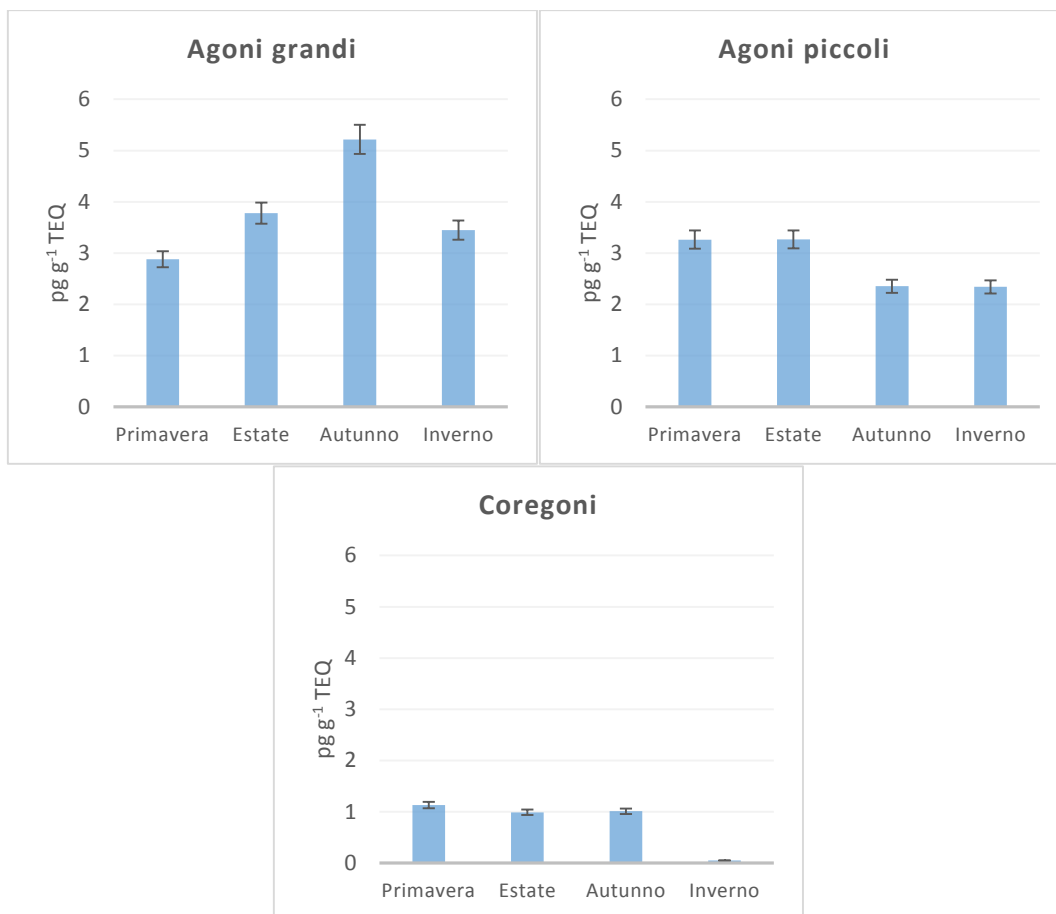 Agoni grandi
6
5
4
3
2
1
0
pg g-1 TEQ
Primavera Estate Autunno Inverno
Agoni piccoli
6
5
4
3
2
1
0
pg g-1 TEQ
Primavera Estate Autunno Inverno
Coregoni
6
5
4
3
2
1
0
pg g-1 TEQ
Primavera Estate Autunno Inverno